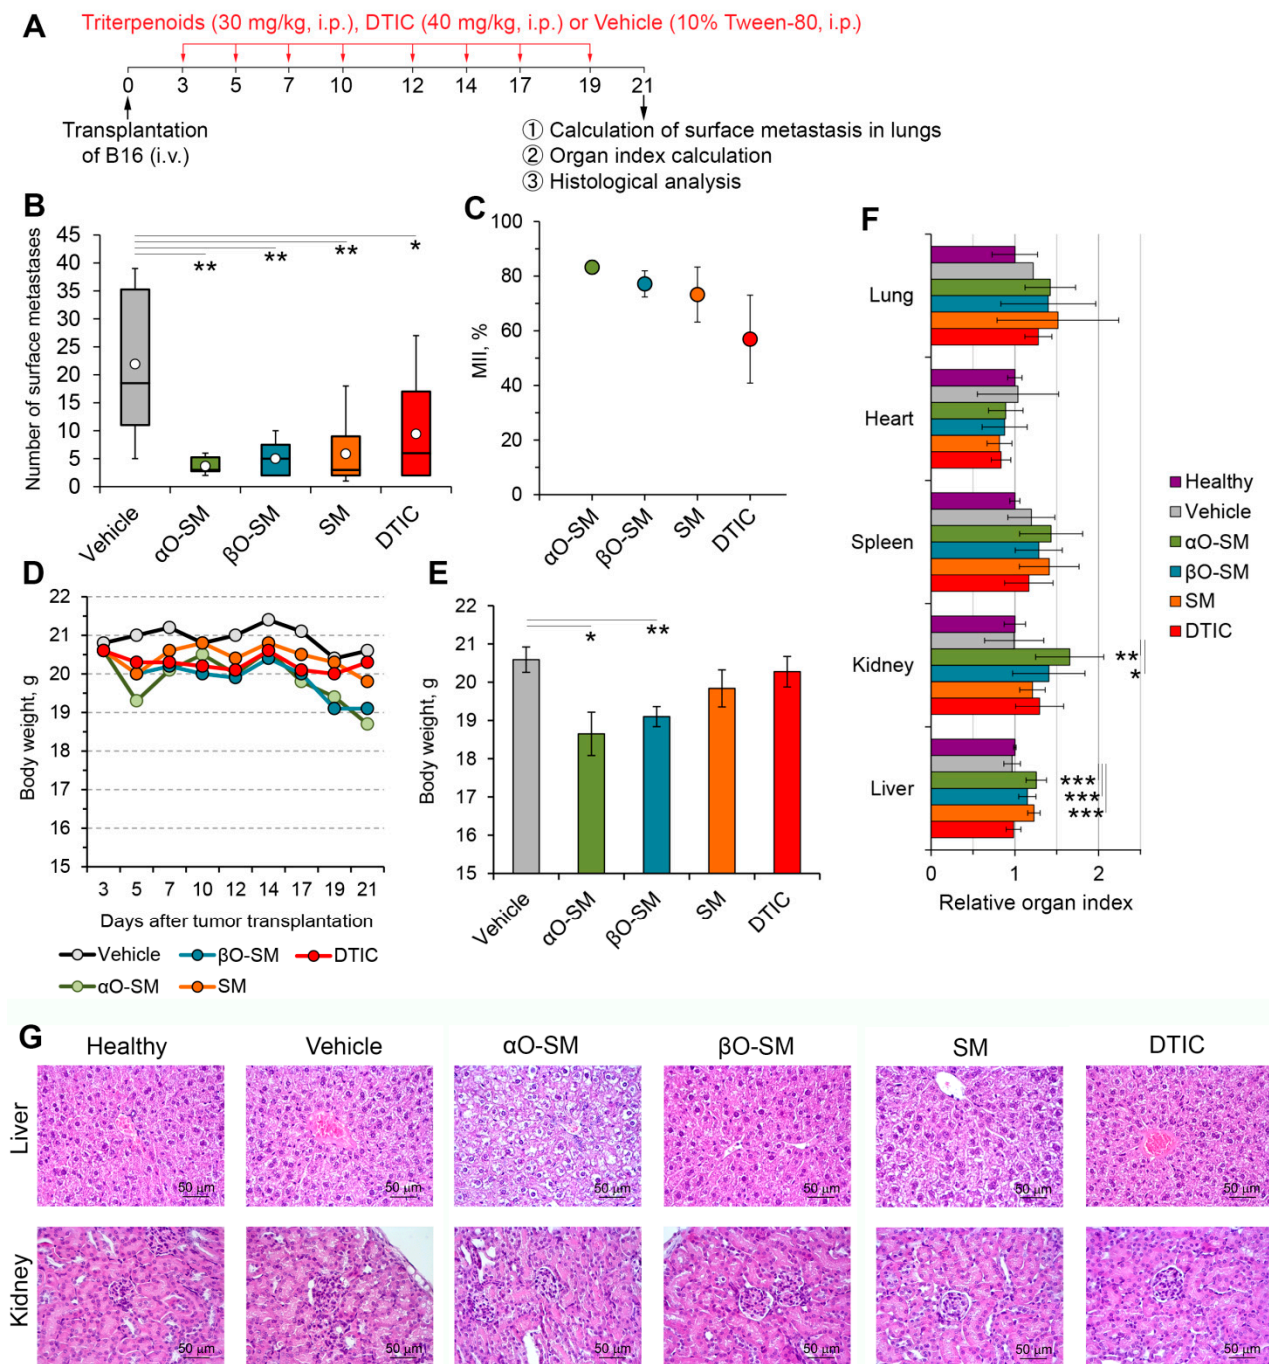 A
Triterpenoids (30 mg/kg, i.p.), DTIC (40 mg/kg, i.p.) or Vehicle (10% Tween-80, i.p.)
0 3 5 7 10 12 14 17 19 21
Transplantation
of B16 (i.v.)
① Calculation of surface metastasis in lungs
② Organ index calculation
③ Histological analysis
B
Number of surface metastases
45
40
35
30
25
20
15
10
5
0
** ** ** *
Vehicle αO-SM βO-SM SM DTIC
C
MII, %
100
80
60
40
20
0
αO-SM βO-SM SM DTIC
D
Body weight, g
22
21
20
19
18
17
16
15
3 5 7 10 12 14 17 19 21
Days after tumor transplantation
Vehicle βO-SM DTIC
αO-SM SM
E
Body weight, g
22
21
20
19
18
17
16
15
* **
Vehicle αO-SM βO-SM SM DTIC
F
Lung
Heart
Spleen
Kidney
**
*
Liver
***
***
***
0 1 2
Relative organ index
Healthy
Vehicle
αO-SM
βO-SM
SM
DTIC
G
Healthy Vehicle αO-SM βO-SM SM DTIC
Liver
50 µm 50 µm 50 µm 50 µm 50 µm 50 µm
Kidney
50 µm 50 µm 50 µm 50 µm 50 µm 50 µm